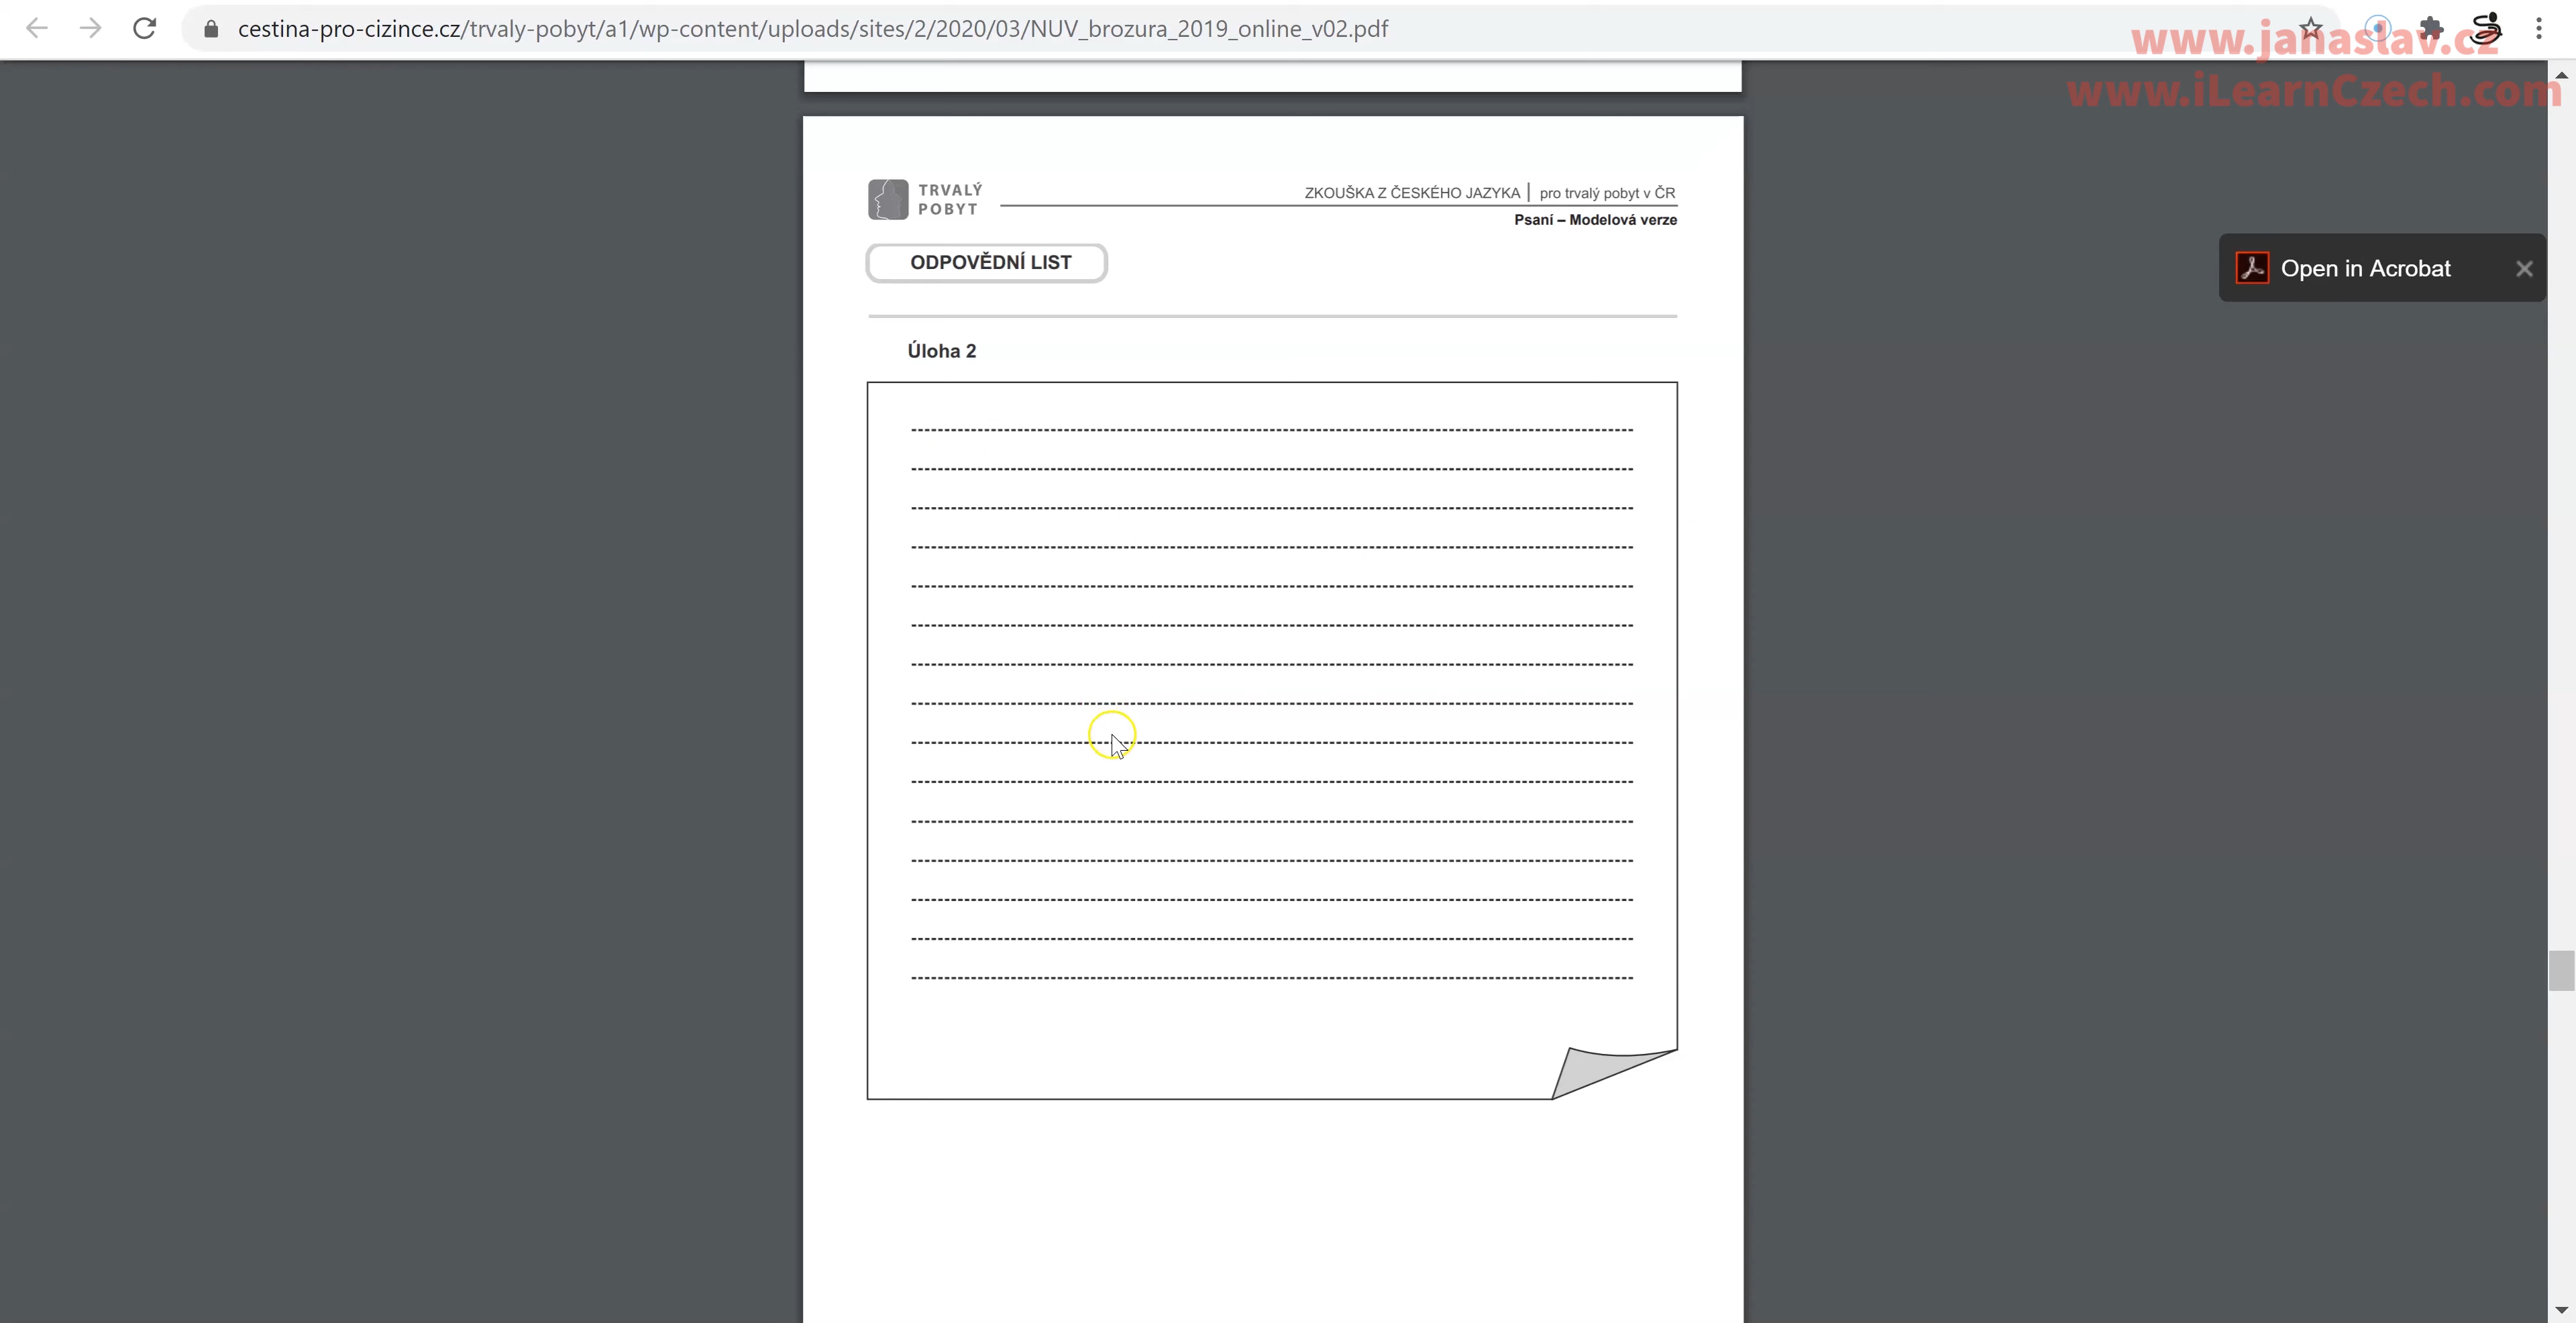 cestina-pro-cizince.cz/trvaly-pobyt/a1/wp-content/uploads/sites/2/2020/03/NUV_brozura_2019_online_v02.pdf
www.janaslav.cz
www.iLearnCzech.com
TRVALÝ
POBYT
ZKOUŠKA Z ČESKÉHO JAZYKA | pro trvalý pobyt v ČR
Psaní – Modelová verze
ODPOVĚDNÍ LIST
Open in Acrobat
Úloha 2